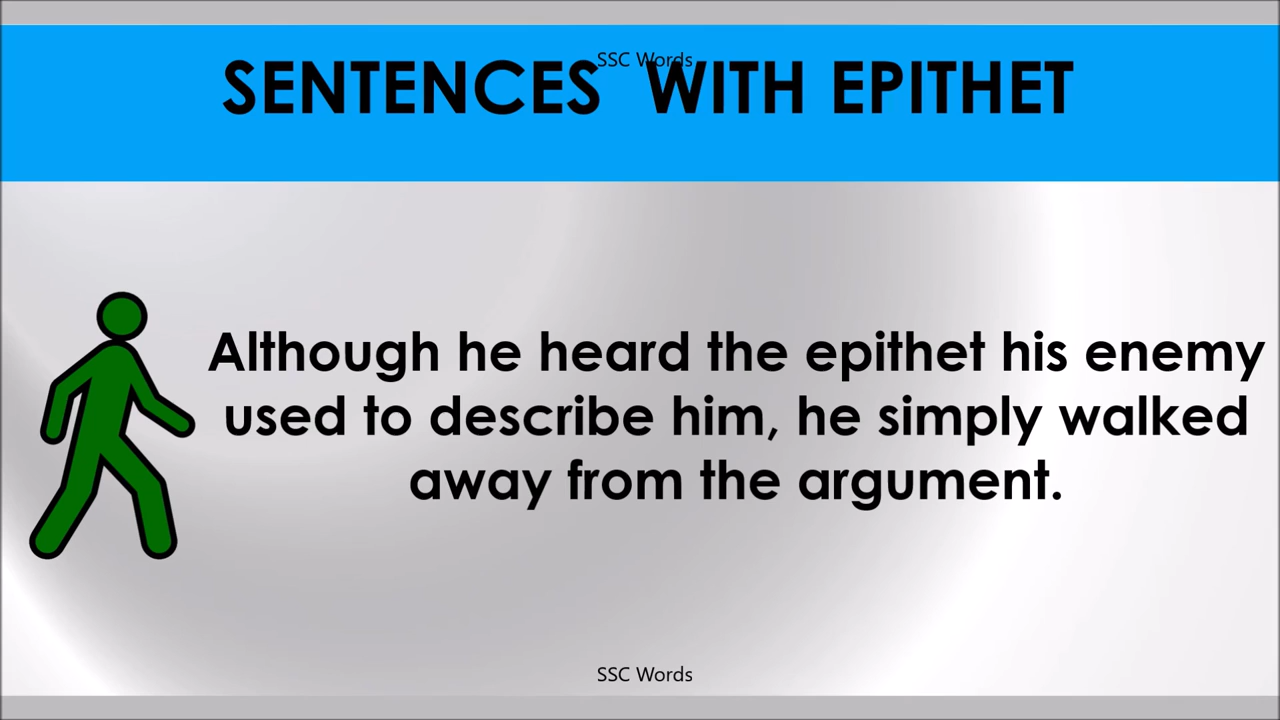 SSC Words
SENTENCES WITH EPITHET
Although he heard the epithet his enemy
used to describe him, he simply walked
away from the argument.
SSC Words